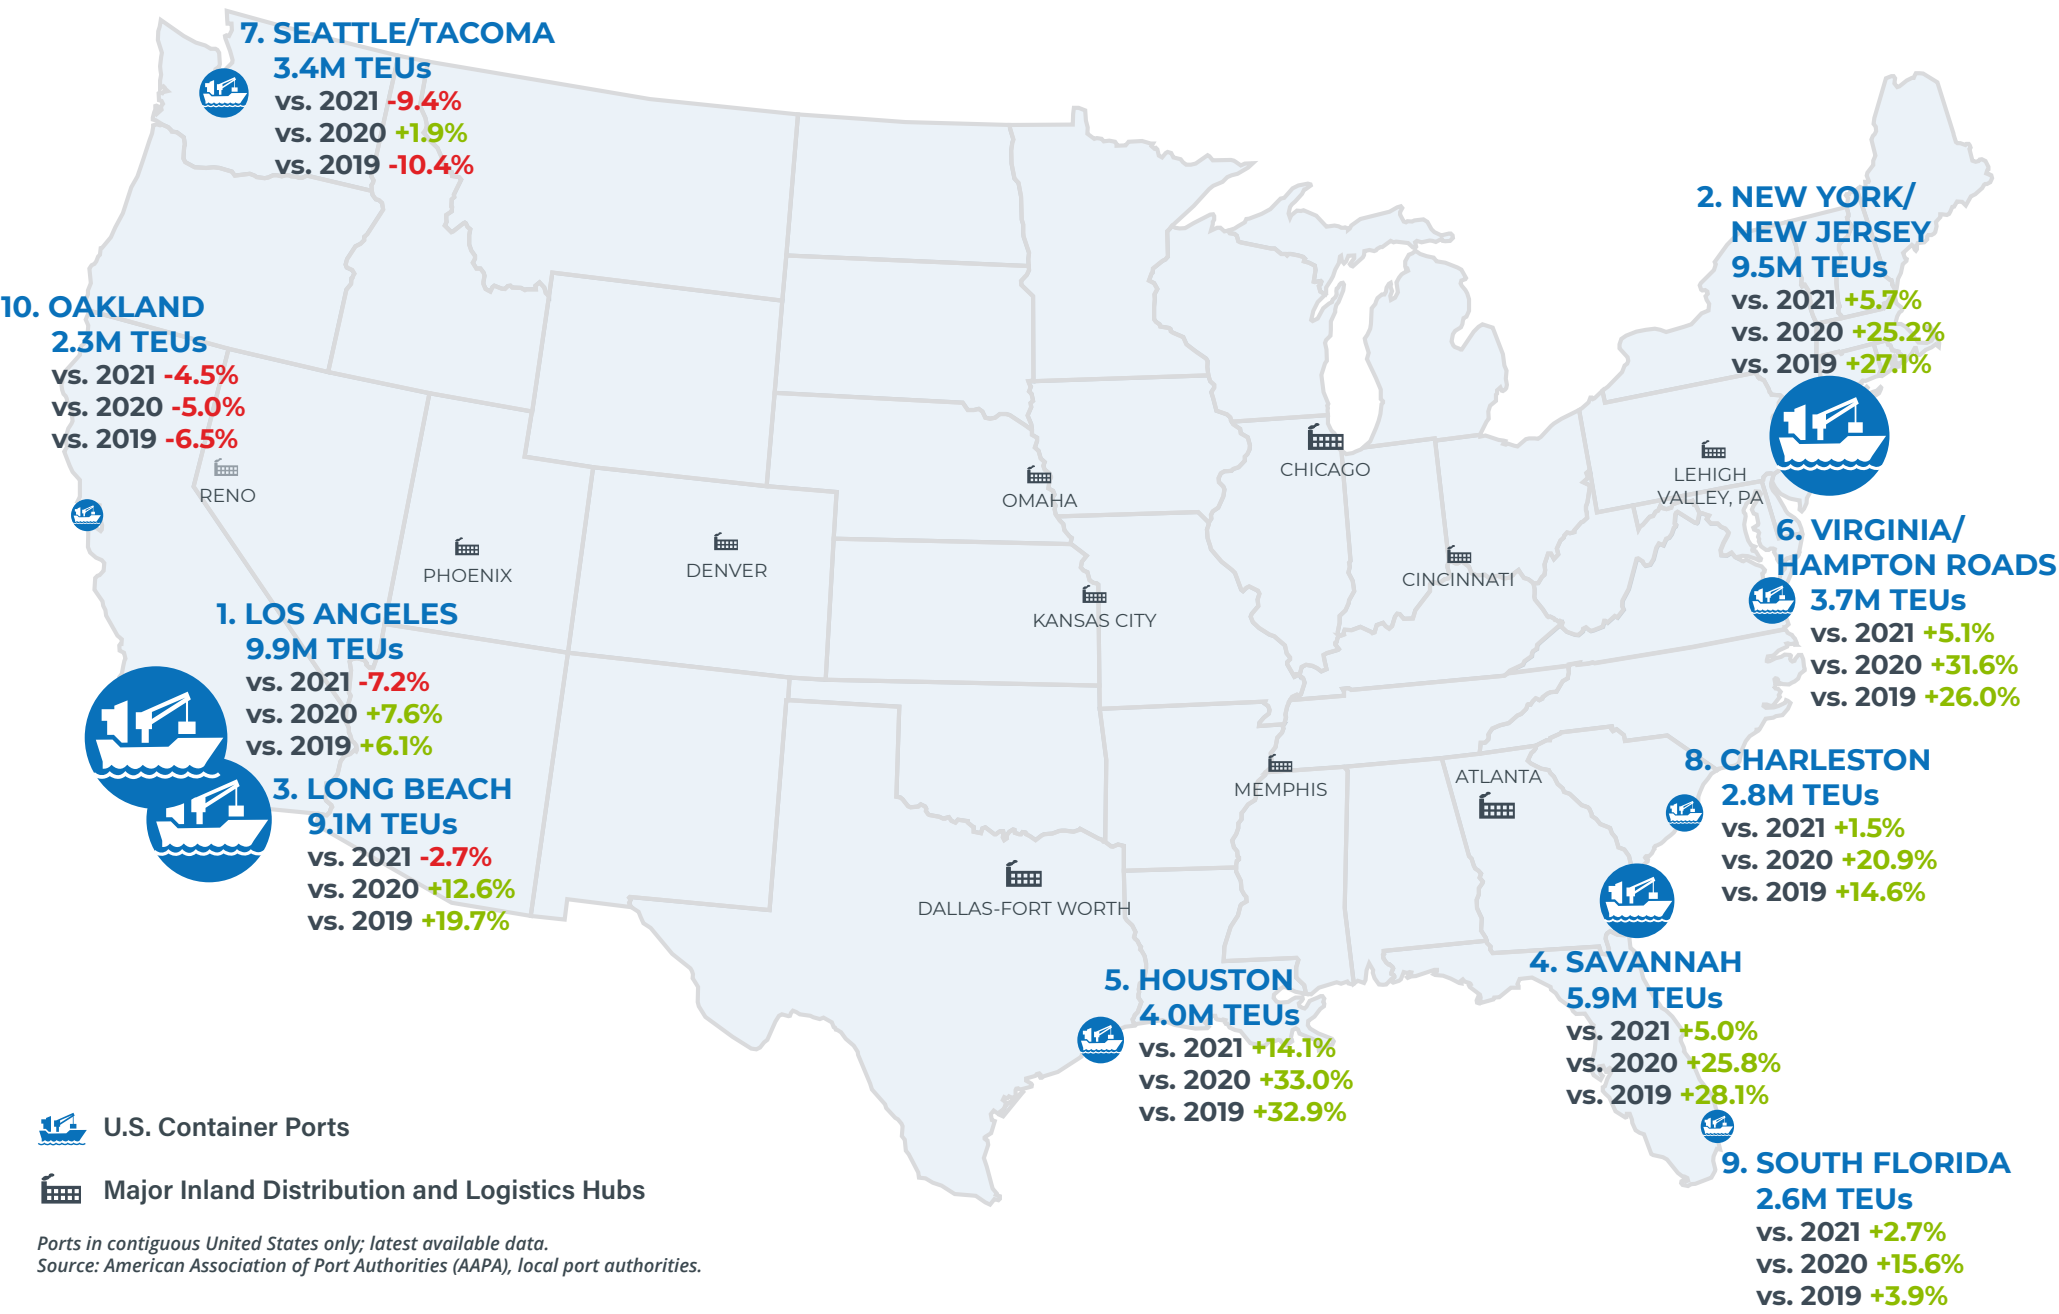 7. SEATTLE/TACOMA
3.4M TEUs
vs. 2021 -9.4%
vs. 2020 +1.9%
vs. 2019 -10.4%
2. NEW YORK/
NEW JERSEY
9.5M TEUs
vs. 2021 +5.7%
vs. 2020 +25.2%
vs. 2019 +27.1%
10. OAKLAND
2.3M TEUs
vs. 2021 -4.5%
vs. 2020 -5.0%
vs. 2019 -6.5%
RENO
PHOENIX
DENVER
OMAHA
KANSAS CITY
CHICAGO
CINCINNATI
LEHIGH
VALLEY, PA
6. VIRGINIA/
HAMPTON ROADS
3.7M TEUs
vs. 2021 +5.1%
vs. 2020 +31.6%
vs. 2019 +26.0%
1. LOS ANGELES
9.9M TEUs
vs. 2021 -7.2%
vs. 2020 +7.6%
vs. 2019 +6.1%
3. LONG BEACH
9.1M TEUs
vs. 2021 -2.7%
vs. 2020 +12.6%
vs. 2019 +19.7%
MEMPHIS
ATLANTA
DALLAS-FORT WORTH
8. CHARLESTON
2.8M TEUs
vs. 2021 +1.5%
vs. 2020 +20.9%
vs. 2019 +14.6%
5. HOUSTON
4.0M TEUs
vs. 2021 +14.1%
vs. 2020 +33.0%
vs. 2019 +32.9%
4. SAVANNAH
5.9M TEUs
vs. 2021 +5.0%
vs. 2020 +25.8%
vs. 2019 +28.1%
9. SOUTH FLORIDA
2.6M TEUs
vs. 2021 +2.7%
vs. 2020 +15.6%
vs. 2019 +3.9%
U.S. Container Ports
Major Inland Distribution and Logistics Hubs
Ports in contiguous United States only; latest available data.
Source: American Association of Port Authorities (AAPA), local port authorities.